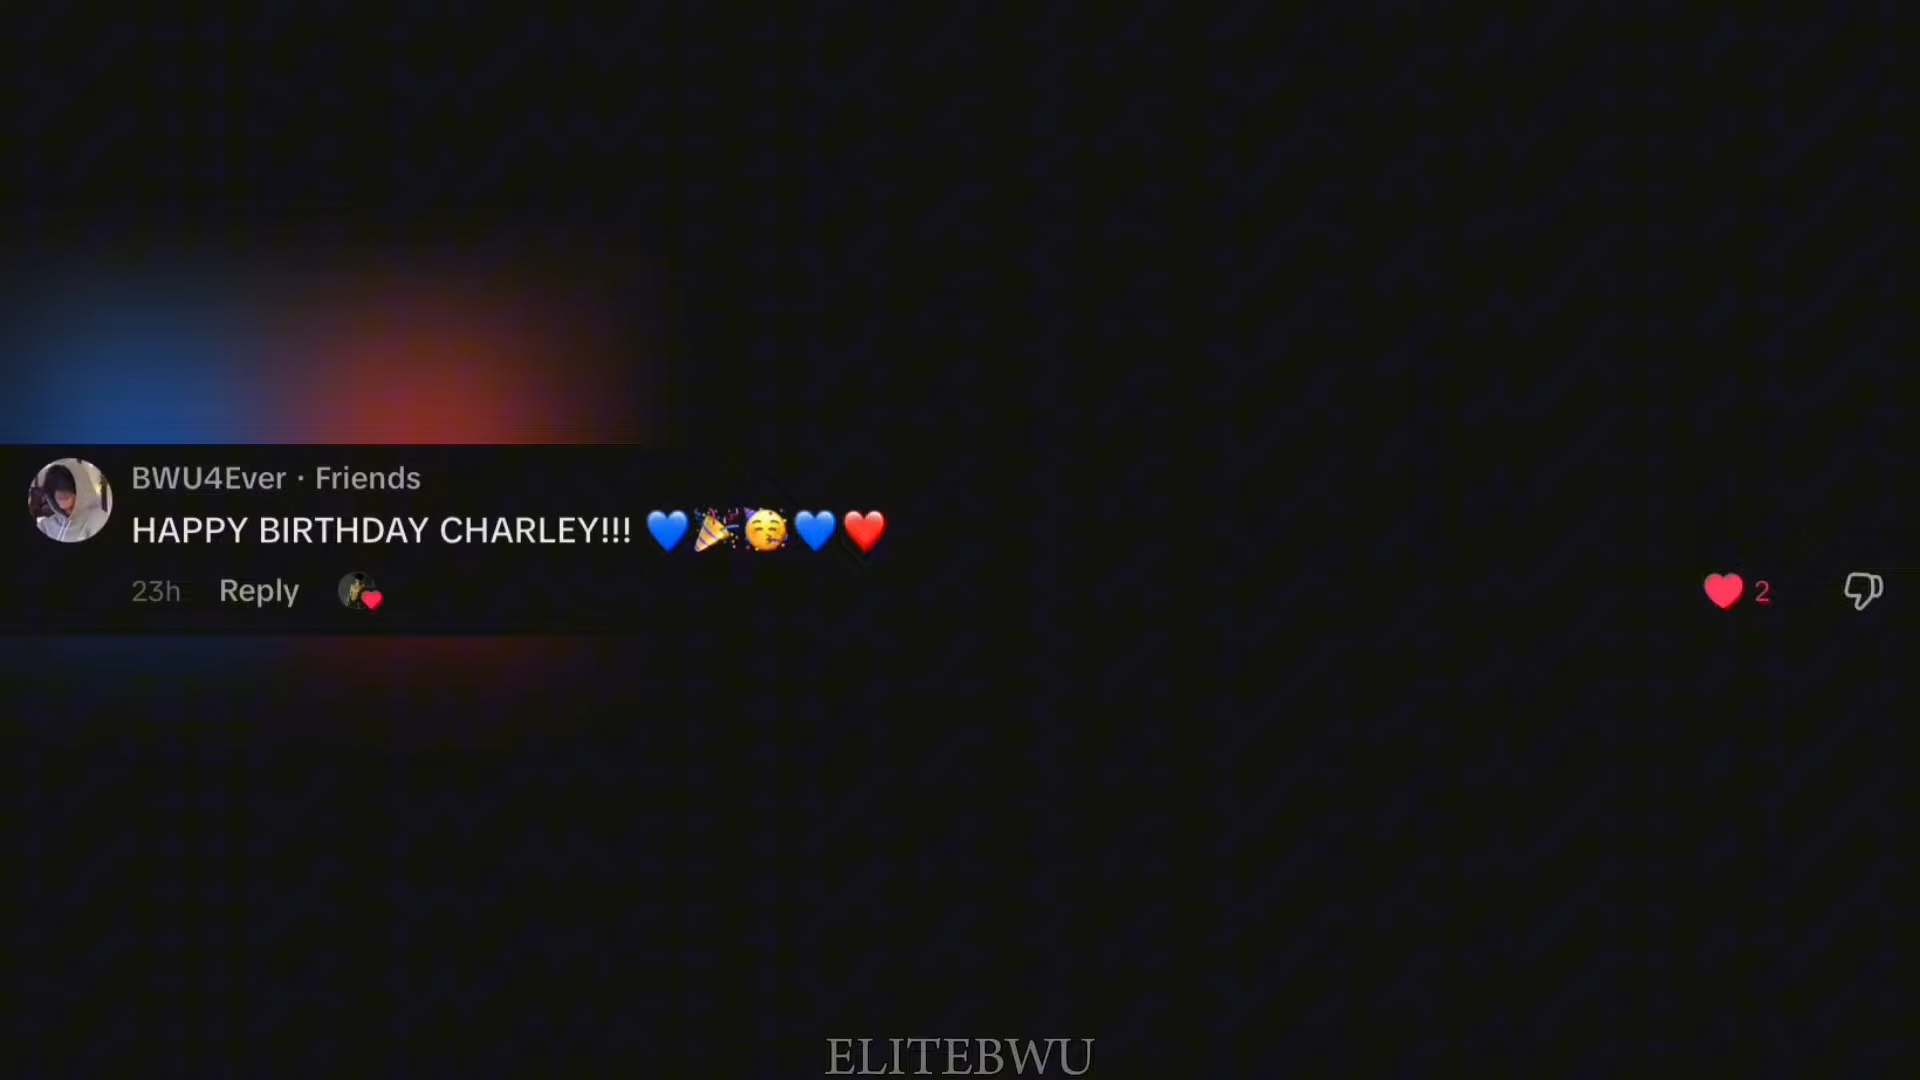 BWU4Ever · Friends
HAPPY BIRTHDAY CHARLEY!!! 💙🎉🥳💙❤️
23h Reply 2
ELITEBWU